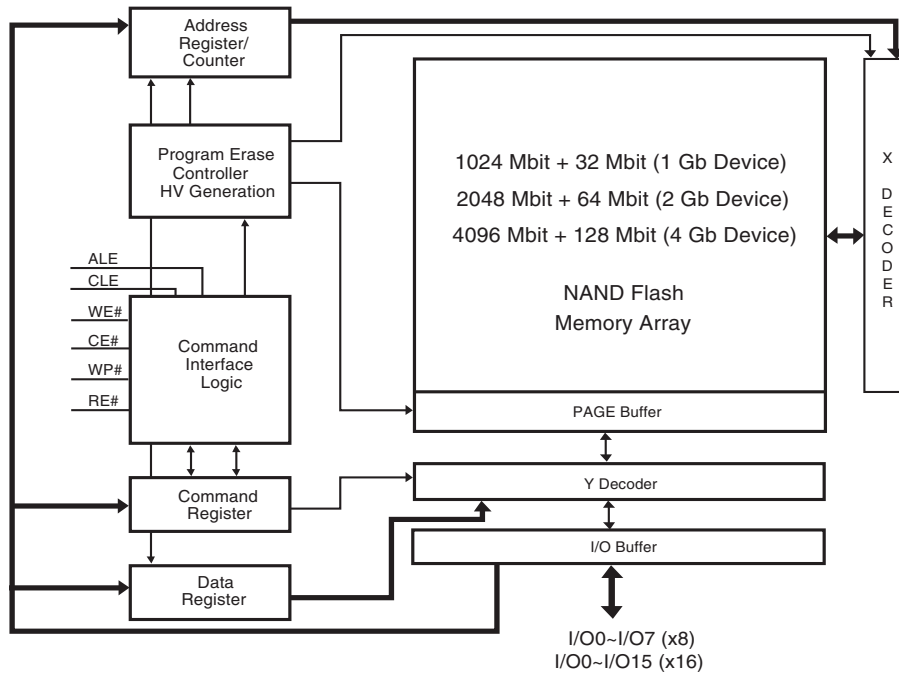 Address
Register/
Counter
Program Erase
Controller
HV Generation
ALE
CLE
WE#
CE#
WP#
RE#
Command
Interface
Logic
Command
Register
Data
Register
1024 Mbit + 32 Mbit (1 Gb Device)
2048 Mbit + 64 Mbit (2 Gb Device)
4096 Mbit + 128 Mbit (4 Gb Device)
NAND Flash
Memory Array
PAGE Buffer
Y Decoder
I/O Buffer
I/O0~I/O7 (x8)
I/O0~I/O15 (x16)
X DECODER